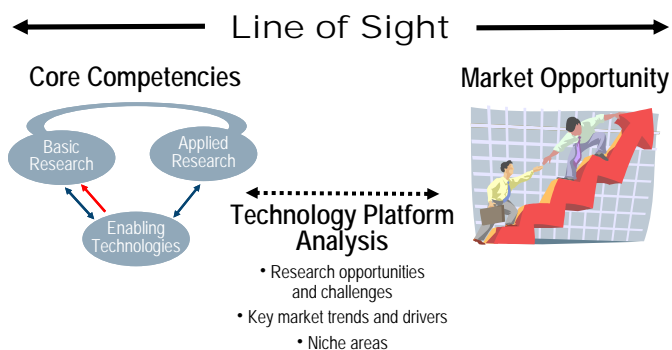 Line of Sight
Core Competencies
Market Opportunity
Basic
Research
Applied
Research
Enabling
Technologies
Technology Platform
Analysis
• Research opportunities
and challenges
• Key market trends and drivers
• Niche areas